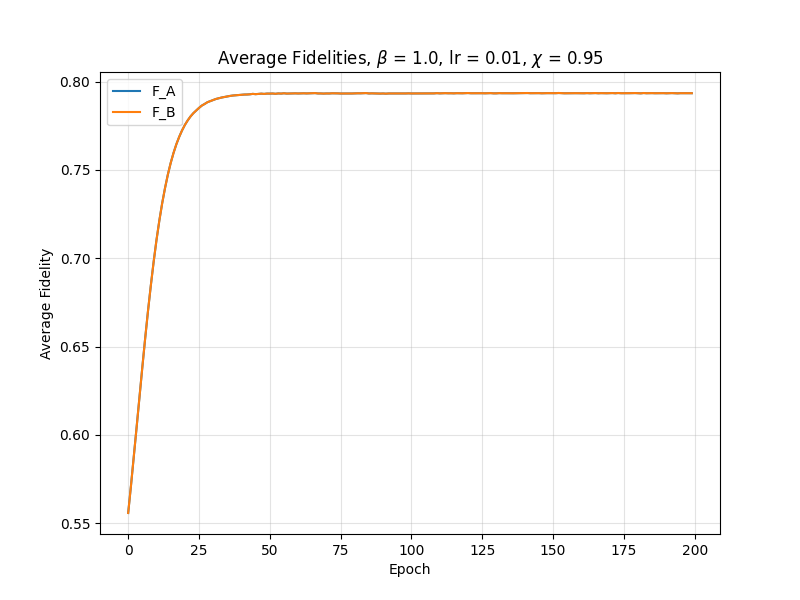 Average Fidelities, β = 1.0, lr = 0.01, χ = 0.95
F_A
F_B
Average Fidelity
0.80
0.75
0.70
0.65
0.60
0.55
0 25 50 75 100 125 150 175 200
Epoch